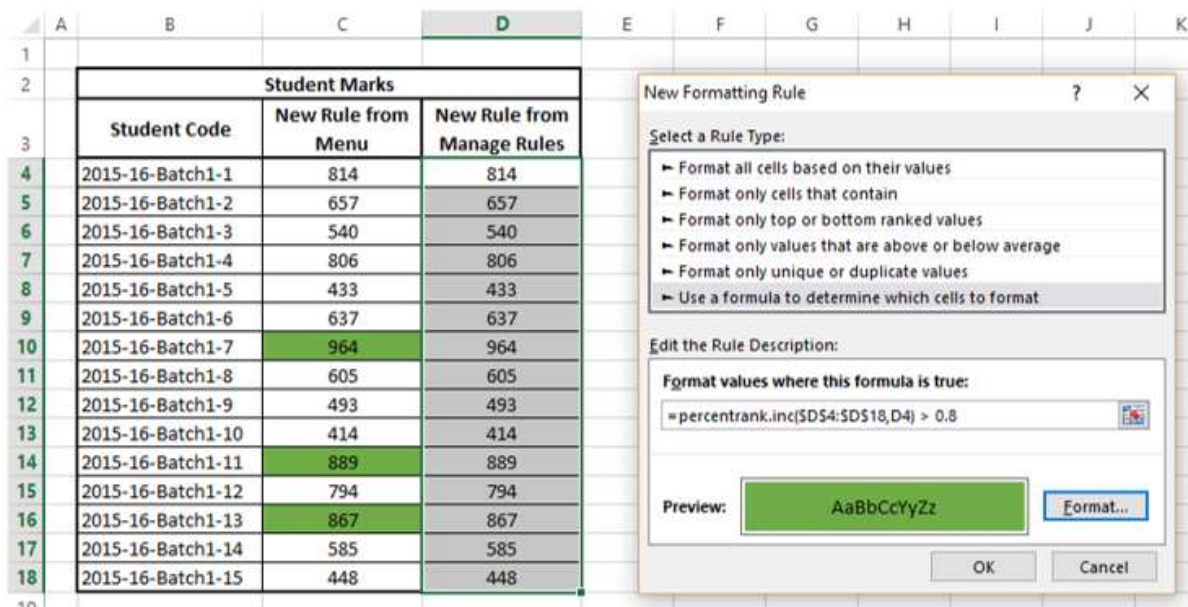 A B C D E F G H I J K
1
2 Student Marks
3 Student Code New Rule from Menu New Rule from Manage Rules
4 2015-16-Batch1-1 814 814
5 2015-16-Batch1-2 657 657
6 2015-16-Batch1-3 540 540
7 2015-16-Batch1-4 806 806
8 2015-16-Batch1-5 433 433
9 2015-16-Batch1-6 637 637
10 2015-16-Batch1-7 964 964
11 2015-16-Batch1-8 605 605
12 2015-16-Batch1-9 493 493
13 2015-16-Batch1-10 414 414
14 2015-16-Batch1-11 889 889
15 2015-16-Batch1-12 794 794
16 2015-16-Batch1-13 867 867
17 2015-16-Batch1-14 585 585
18 2015-16-Batch1-15 448 448
New Formatting Rule ? ×
Select a Rule Type:
► Format all cells based on their values
► Format only cells that contain
► Format only top or bottom ranked values
► Format only values that are above or below average
► Format only unique or duplicate values
► Use a formula to determine which cells to format
Edit the Rule Description:
Format values where this formula is true:
=percentrank.inc($D$4:$D$18,D4) > 0.8
Preview: AaBbCcYyZz Format...
OK Cancel